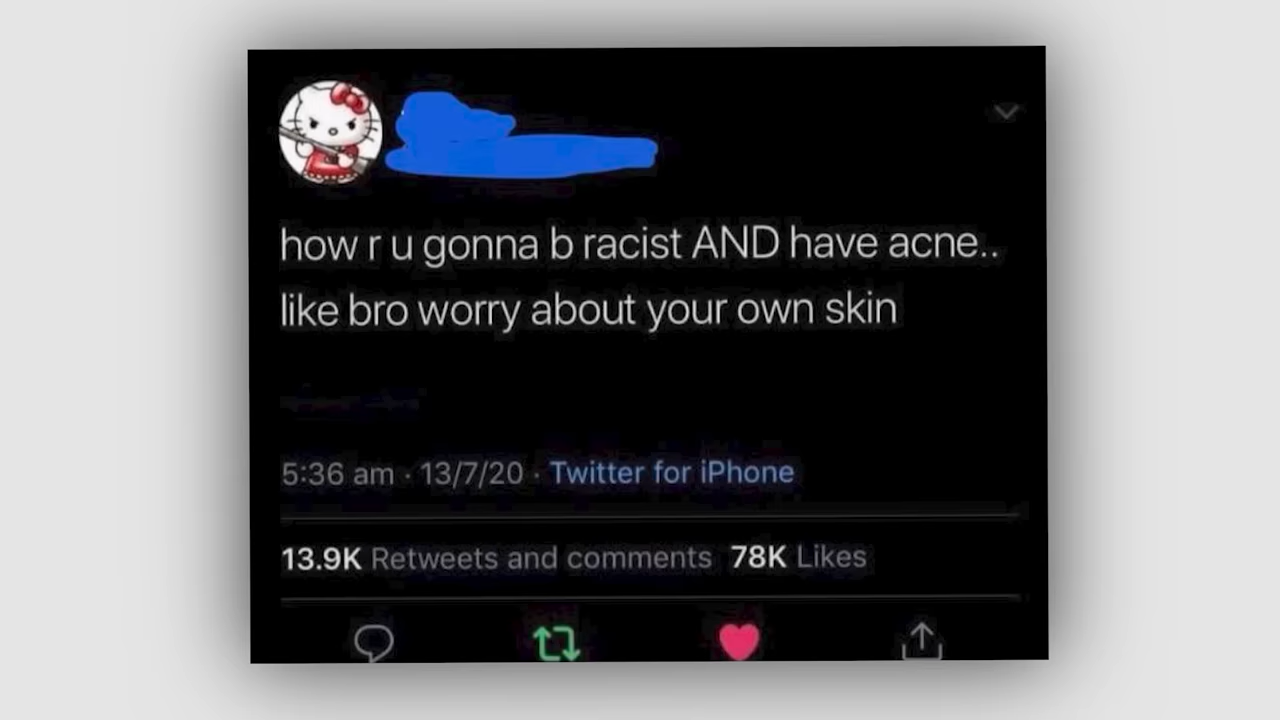 how r u gonna b racist AND have acne..
like bro worry about your own skin
5:36 am · 13/7/20 · Twitter for iPhone
13.9K Retweets and comments 78K Likes